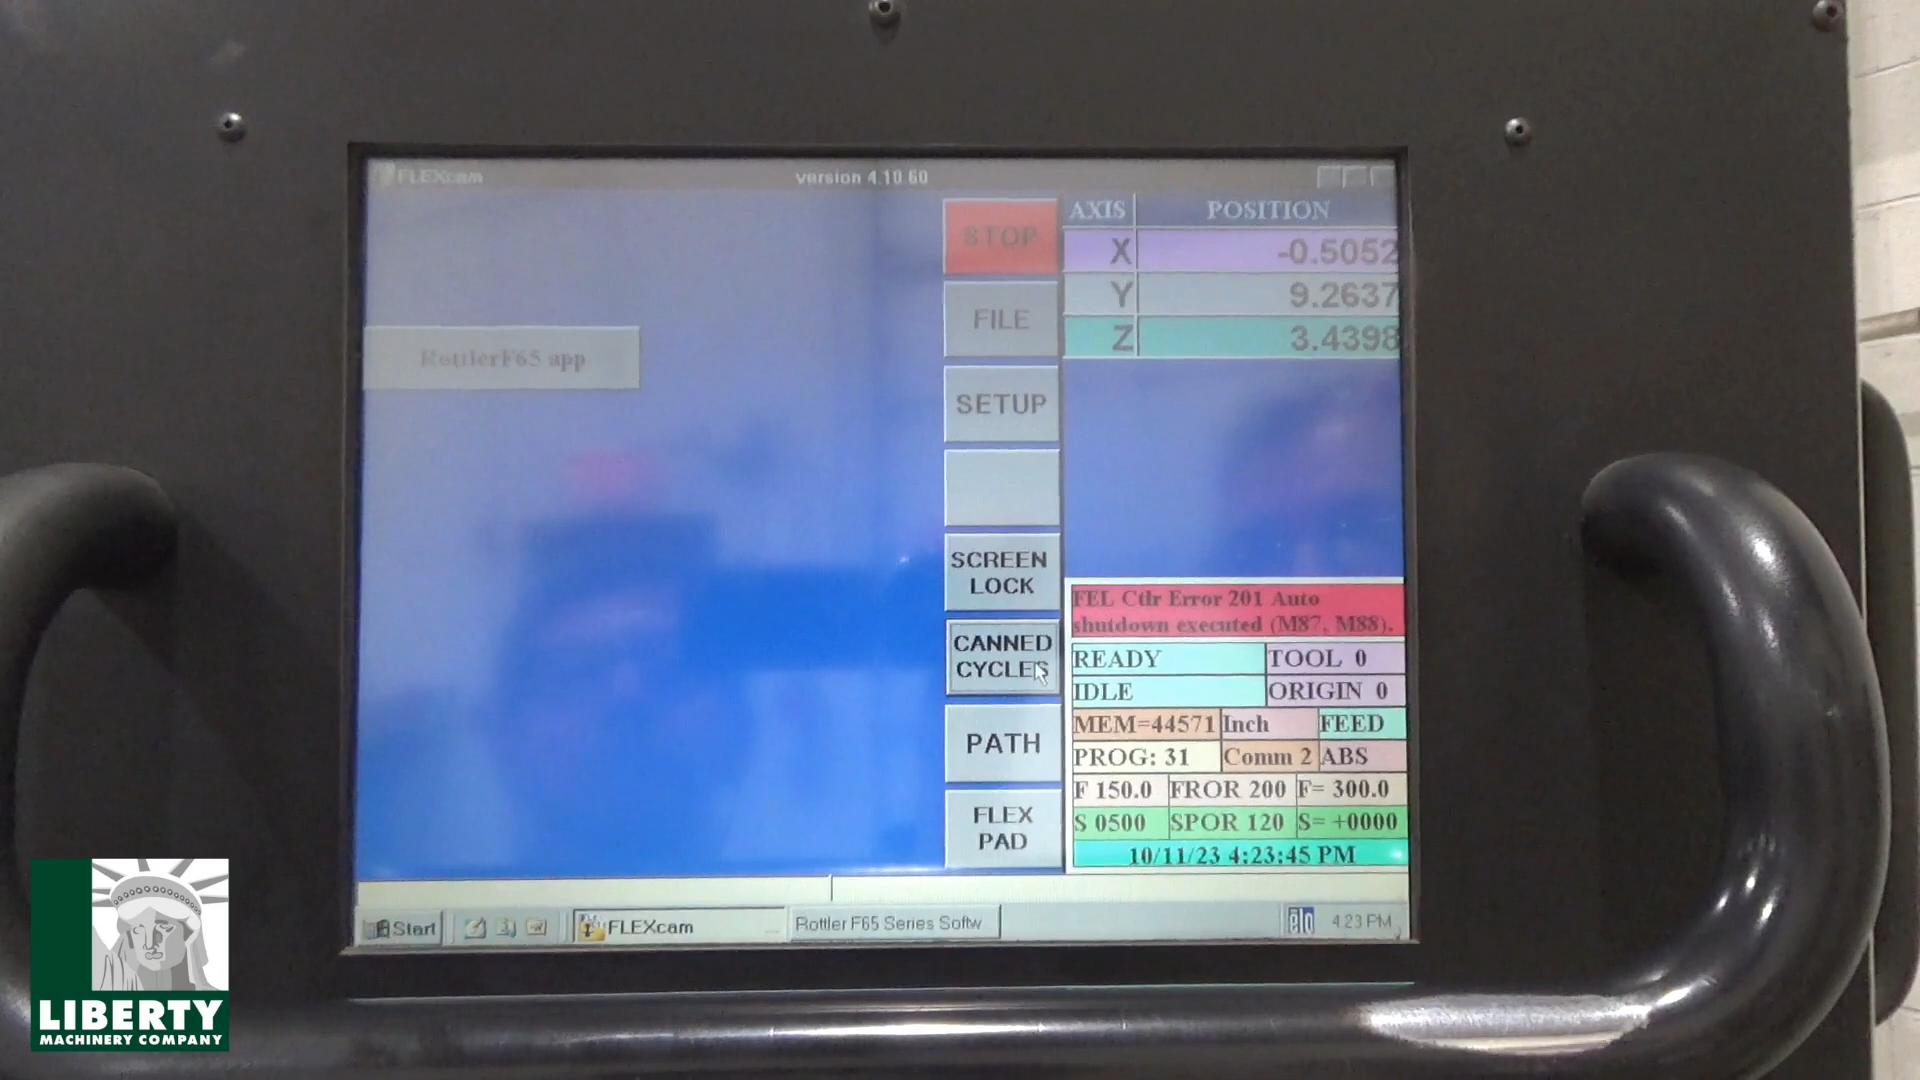 FLEXcam
version 4.10.60
STOP
FILE
SETUP
SCREEN
LOCK
CANNED
CYCLES
PATH
FLEX
PAD
RottlerF65 app
AXIS POSITION
X -0.5052
Y 9.2637
Z 3.4398
FEL Ctlr Error 201 Auto
shutdown executed (M87, M88).
READY TOOL 0
IDLE ORIGIN 0
MEM=44571 Inch FEED
PROG: 31 Comm 2 ABS
F 150.0 FROR 200 F= 300.0
S 0500 SPOR 120 S= +0000
10/11/23 4:23:45 PM
Start FLEXcam Rottler F65 Series Softw elo 4:23 PM
LIBERTY
MACHINERY COMPANY